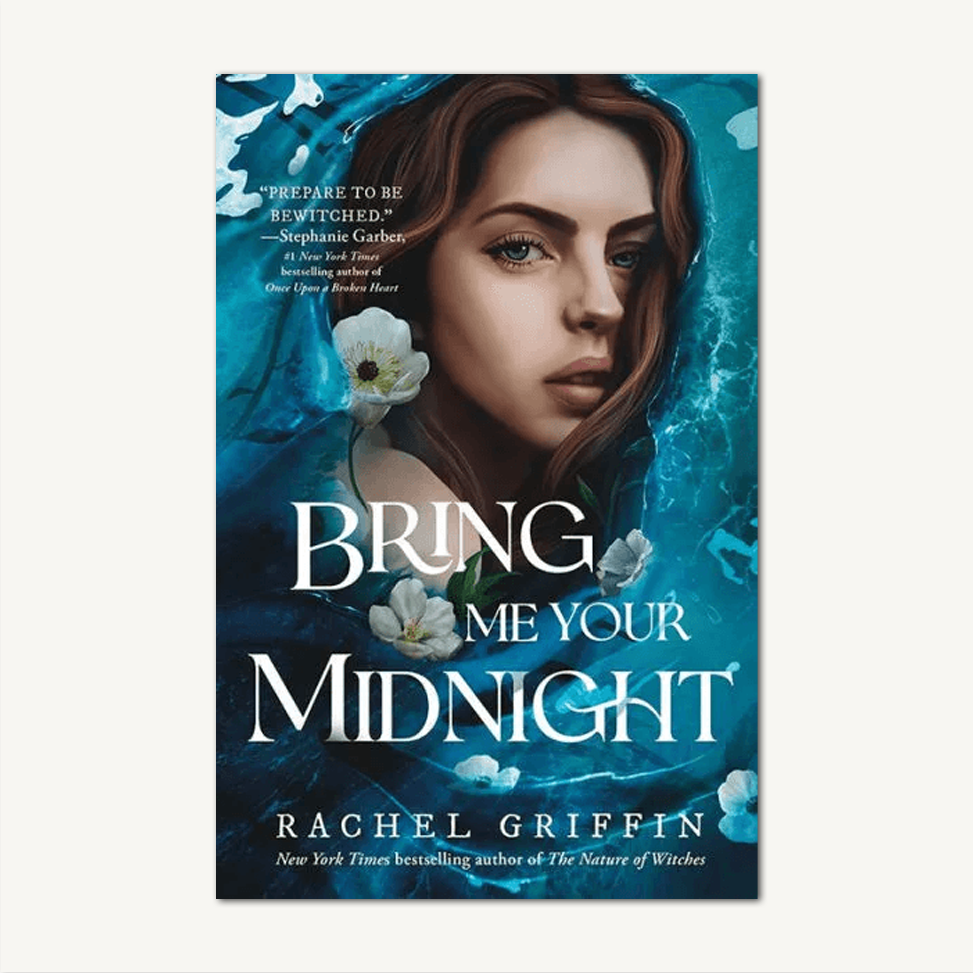 “PREPARE TO BE
BEWITCHED.”
—Stephanie Garber,
#1 New York Times
bestselling author of
Once Upon a Broken Heart
BRING
ME YOUR
MIDNIGHT
RACHEL GRIFFIN
New York Times bestselling author of The Nature of Witches